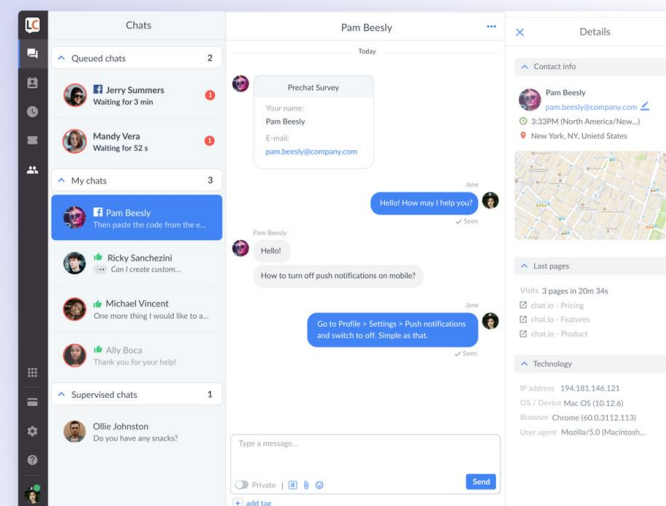 LC
Chats
Queued chats 2
Jerry Summers
Waiting for 3 min
1
Mandy Vera
Waiting for 52 s
1
My chats 3
Pam Beesly
Then paste the code from the e...
Ricky Sanchezini
Can I create custom...
Michael Vincent
One more thing I would like to a...
Ally Boca
Thank you for your help!
Supervised chats 1
Ollie Johnston
Do you have any snacks?
Pam Beesly
Today
Prechat Survey
Your name:
Pam Beesly
E-mail:
pam.beesly@company.com
Jane
Hello! How may I help you?
Seen
Pam Beesly
Hello!
How to turn off push notifications on mobile?
Jane
Go to Profile > Settings > Push notifications
and switch to off. Simple as that.
Seen
Type a message...
Private | #
Send
+ add tag
Details
Contact info
Pam Beesly
pam.beesly@company.com
3:33PM (North America/New...)
New York, NY, Unietd States
Last pages
Visits 3 pages in 20m 34s
chat.io - Pricing
chat.io - Features
chat.io - Product
Technology
IP address 194.181.146.121
OS / Device Mac OS (10.12.6)
Browser Chrome (60.0.3112.113)
User agent Mozilla/5.0 (Macintosh...